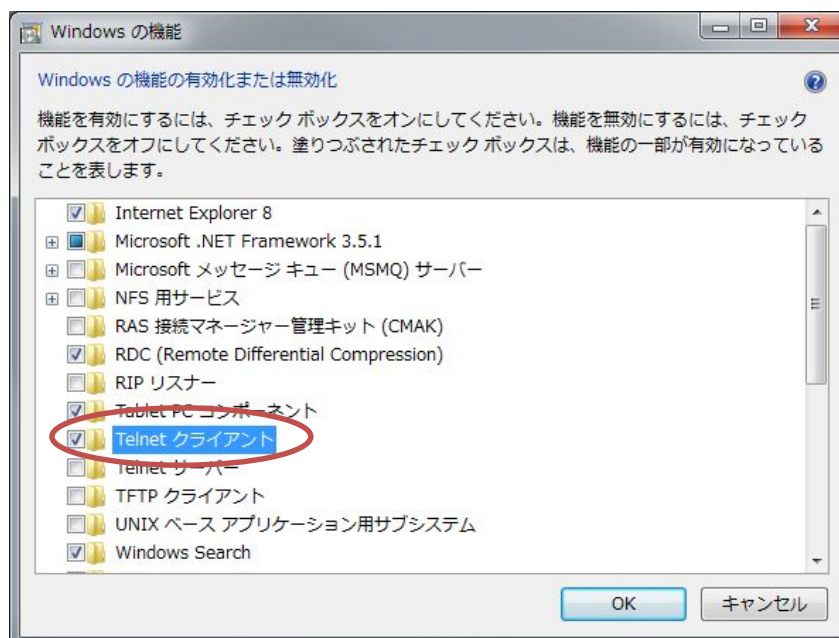 Windows の機能
Windows の機能の有効化または無効化
機能を有効にするには、チェック ボックスをオンにしてください。機能を無効にするには、チェック
ボックスをオフにしてください。塗りつぶされたチェック ボックスは、機能の一部が有効になっている
ことを表します。
Internet Explorer 8
Microsoft .NET Framework 3.5.1
Microsoft メッセージ キュー (MSMQ) サーバー
NFS 用サービス
RAS 接続マネージャー管理キット (CMAK)
RDC (Remote Differential Compression)
RIP リスナー
Tablet PC コンポーネント
Telnet クライアント
Telnet サーバー
TFTP クライアント
UNIX ベース アプリケーション用サブシステム
Windows Search
OK
キャンセル